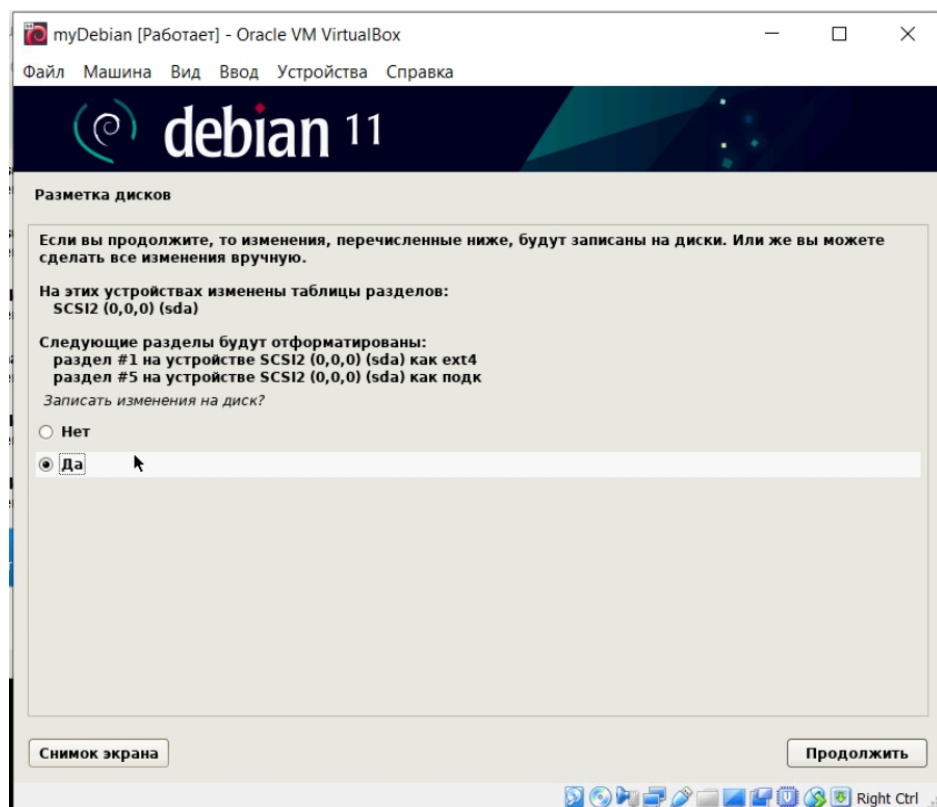 myDebian [Работает] - Oracle VM VirtualBox
Файл Машина Вид Ввод Устройства Справка
debian 11
Разметка дисков
Если вы продолжите, то изменения, перечисленные ниже, будут записаны на диски. Или же вы можете
сделать все изменения вручную.
На этих устройствах изменены таблицы разделов:
SCSI2 (0,0,0) (sda)
Следующие разделы будут отформатированы:
раздел #1 на устройстве SCSI2 (0,0,0) (sda) как ext4
раздел #5 на устройстве SCSI2 (0,0,0) (sda) как подк
Записать изменения на диск?
Нет
Да
Снимок экрана
Продолжить
Right Ctrl